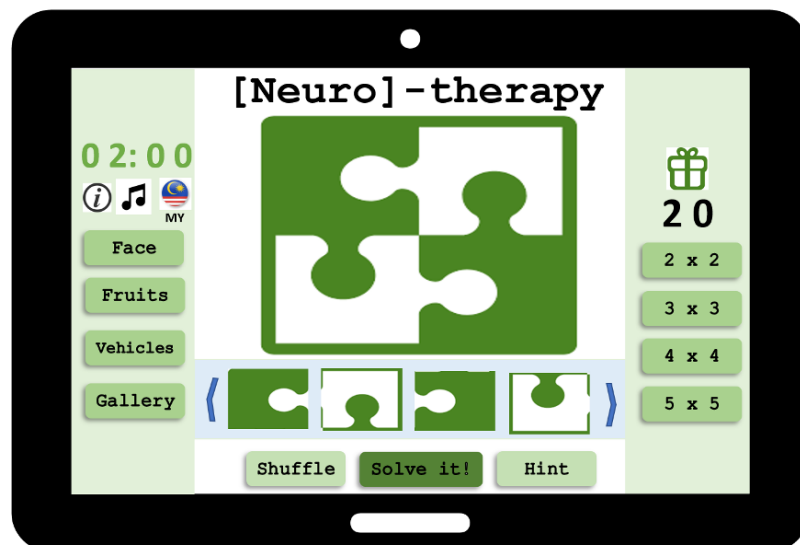 [Neuro]-therapy
02:00
i
MY
Face
Fruits
Vehicles
Gallery
20
2 x 2
3 x 3
4 x 4
5 x 5
Shuffle
Solve it!
Hint